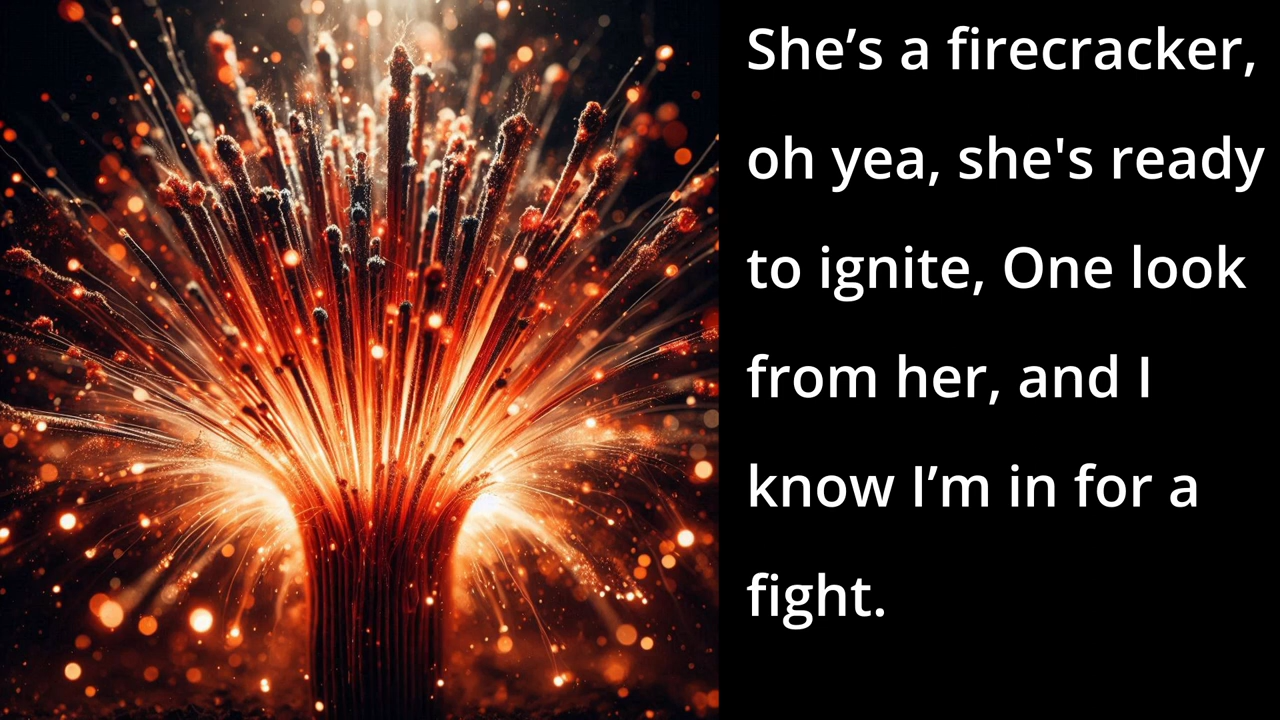 She’s a firecracker,
oh yea, she's ready
to ignite, One look
from her, and I
know I’m in for a
fight.